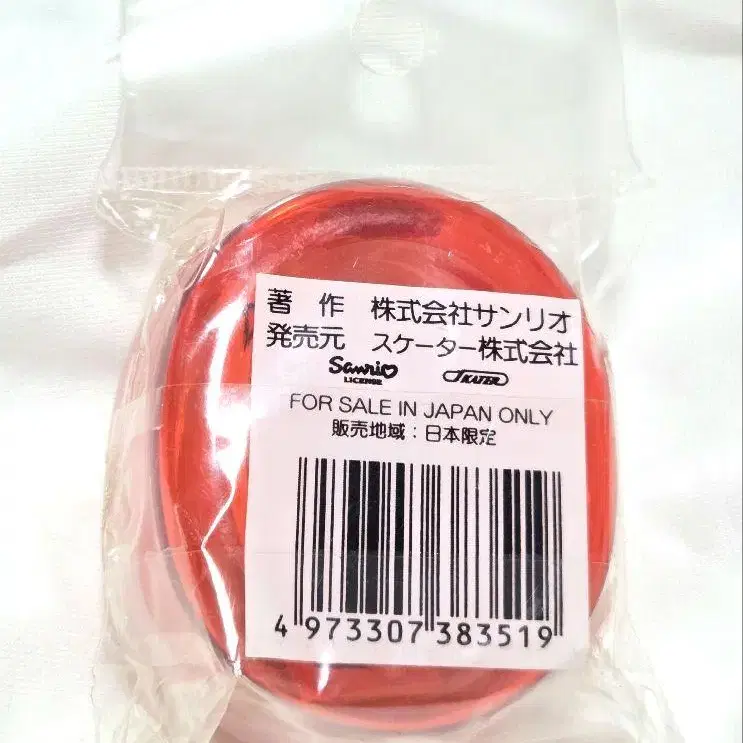 著作 株式会社サンリオ
発売元 スケーター株式会社
Sanrio LICENSE SKATER
FOR SALE IN JAPAN ONLY
販売地域：日本限定
4 973307 383519